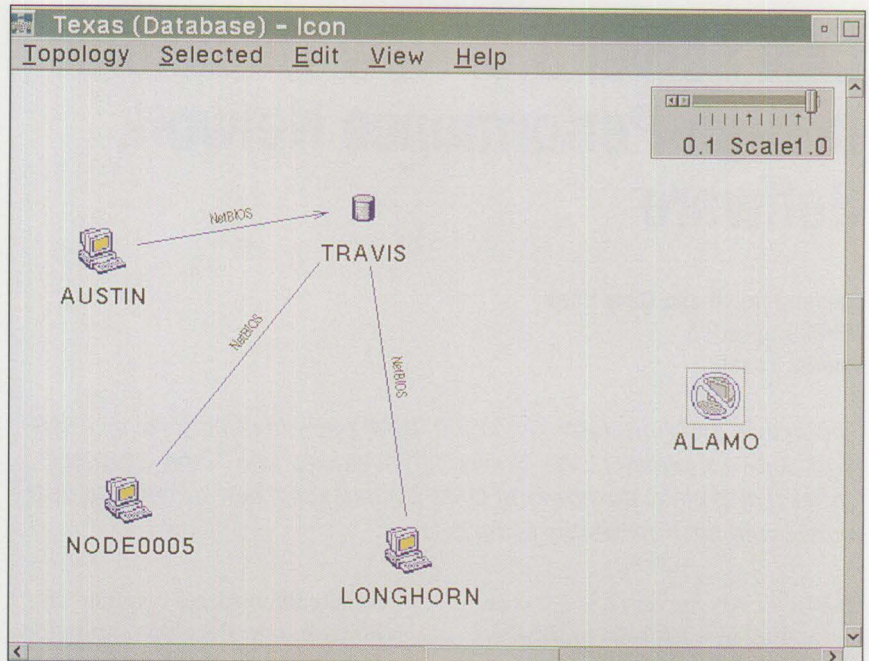 Texas (Database) – Icon
Topology Selected Edit View Help
0.1 Scale1.0
NetBIOS
TRAVIS
AUSTIN
NetBIOS
NetBIOS
ALAMO
NODE0005
LONGHORN